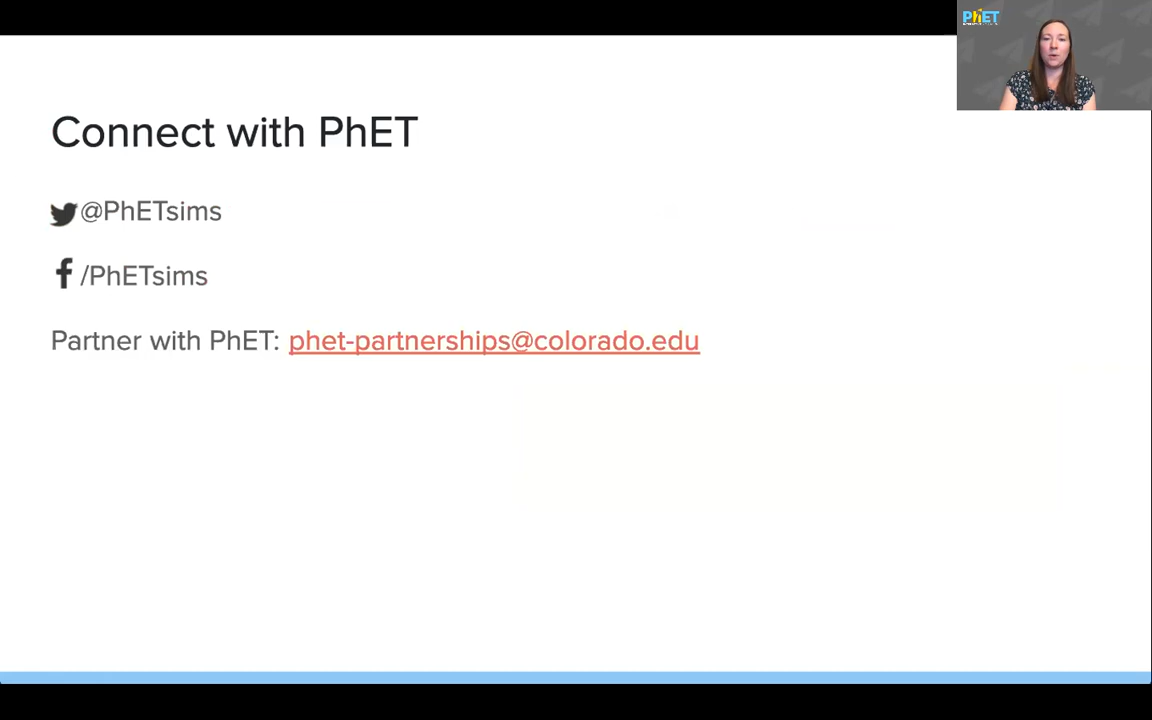 PhET
Connect with PhET
@PhETsims
/PhETsims
Partner with PhET: phet-partnerships@colorado.edu